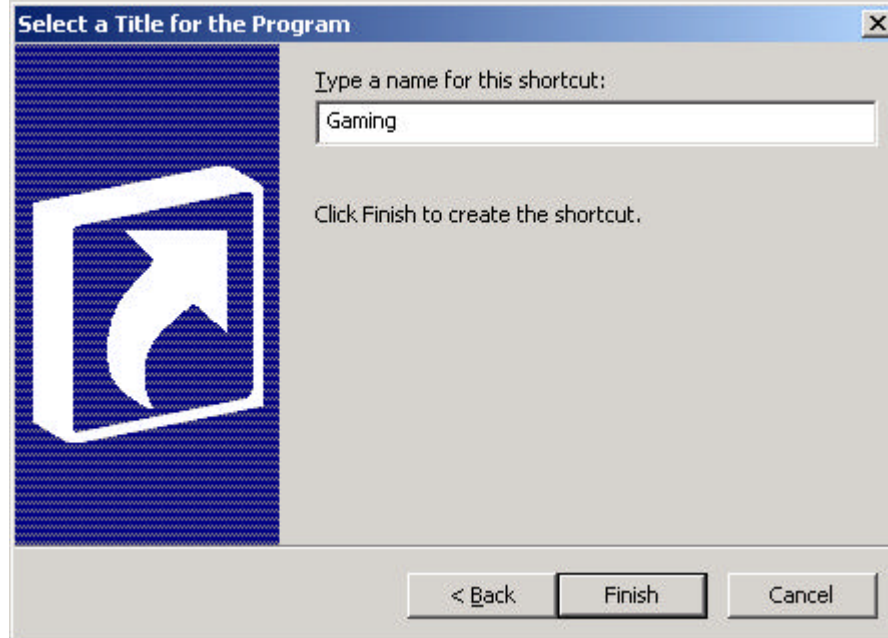 Select a Title for the Program
Type a name for this shortcut:
Gaming
Click Finish to create the shortcut.
< Back
Finish
Cancel